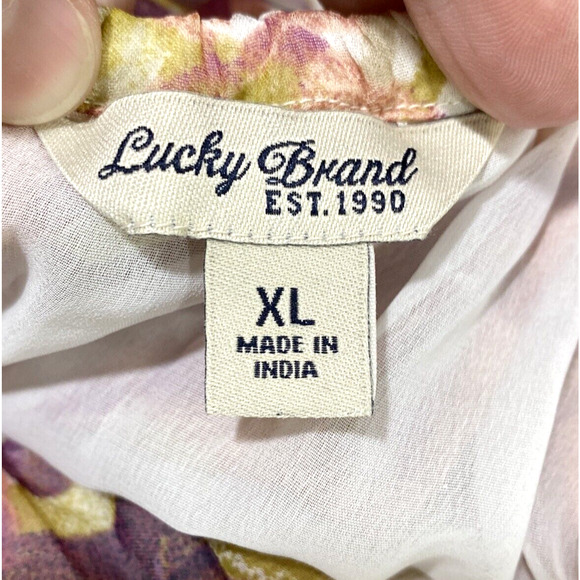 Lucky Brand
EST. 1990
XL
MADE IN
INDIA